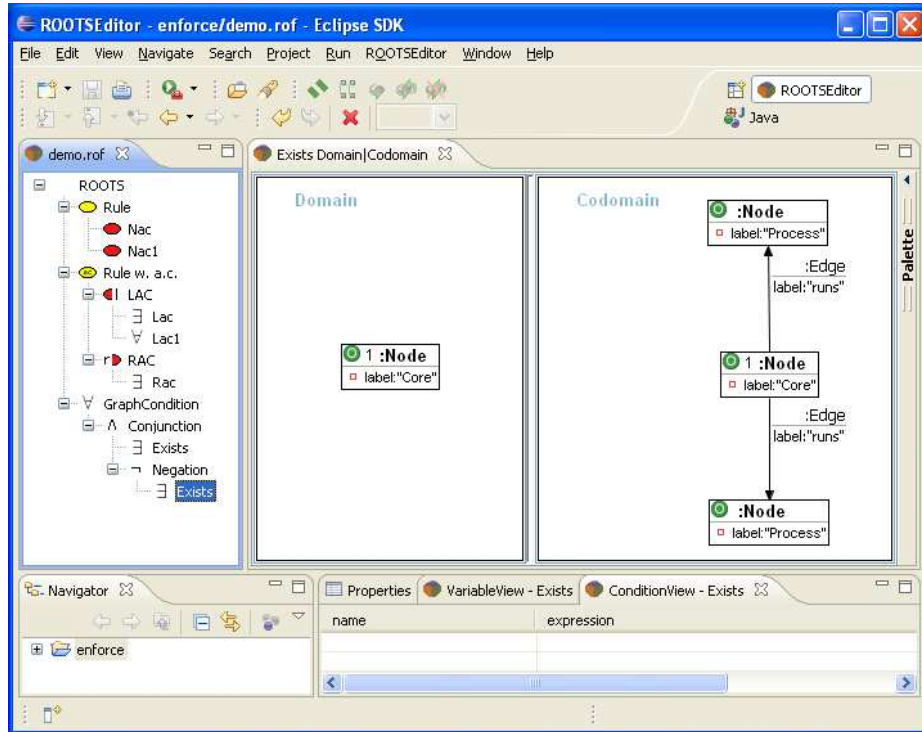 ROOTSEditor - enforce/demo.rof - Eclipse SDK
File Edit View Navigate Search Project Run ROOTSEditor Window Help
ROOTSEditor
Java
demo.rof
ROOTS
Rule
Nac
Nac1
Rule w. a.c.
LAC
∃ Lac
∀ Lac1
RAC
∃ Rac
∀ GraphCondition
∧ Conjunction
∃ Exists
¬ Negation
∃ Exists
Exists Domain|Codomain
Domain
1 :Node
label:"Core"
Codomain
:Node
label:"Process"
:Edge
label:"runs"
1 :Node
label:"Core"
:Edge
label:"runs"
:Node
label:"Process"
Palette
Navigator
enforce
Properties VariableView - Exists ConditionView - Exists
name expression